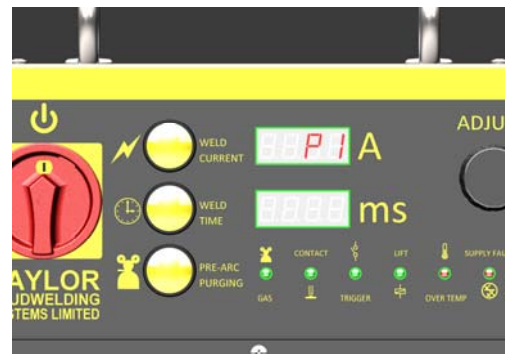 ADJU
WELD
CURRENT
P1 A
WELD
TIME
ms
PRE-ARC
PURGING
CONTACT
LIFT
SUPPLY FAU
GAS
TRIGGER
OVER TEMP
AYLOR
UDWELDING
STEMS LIMITED